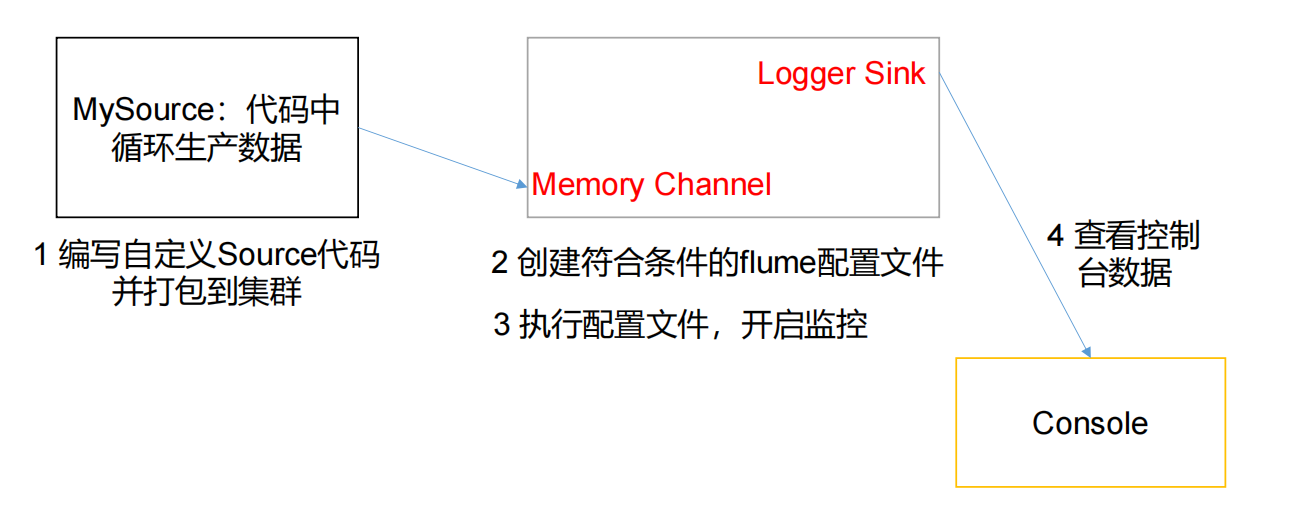 MySource：代码中
循环生产数据
1 编写自定义Source代码
并打包到集群
Logger Sink
Memory Channel
2 创建符合条件的flume配置文件
3 执行配置文件，开启监控
4 查看控制
台数据
Console